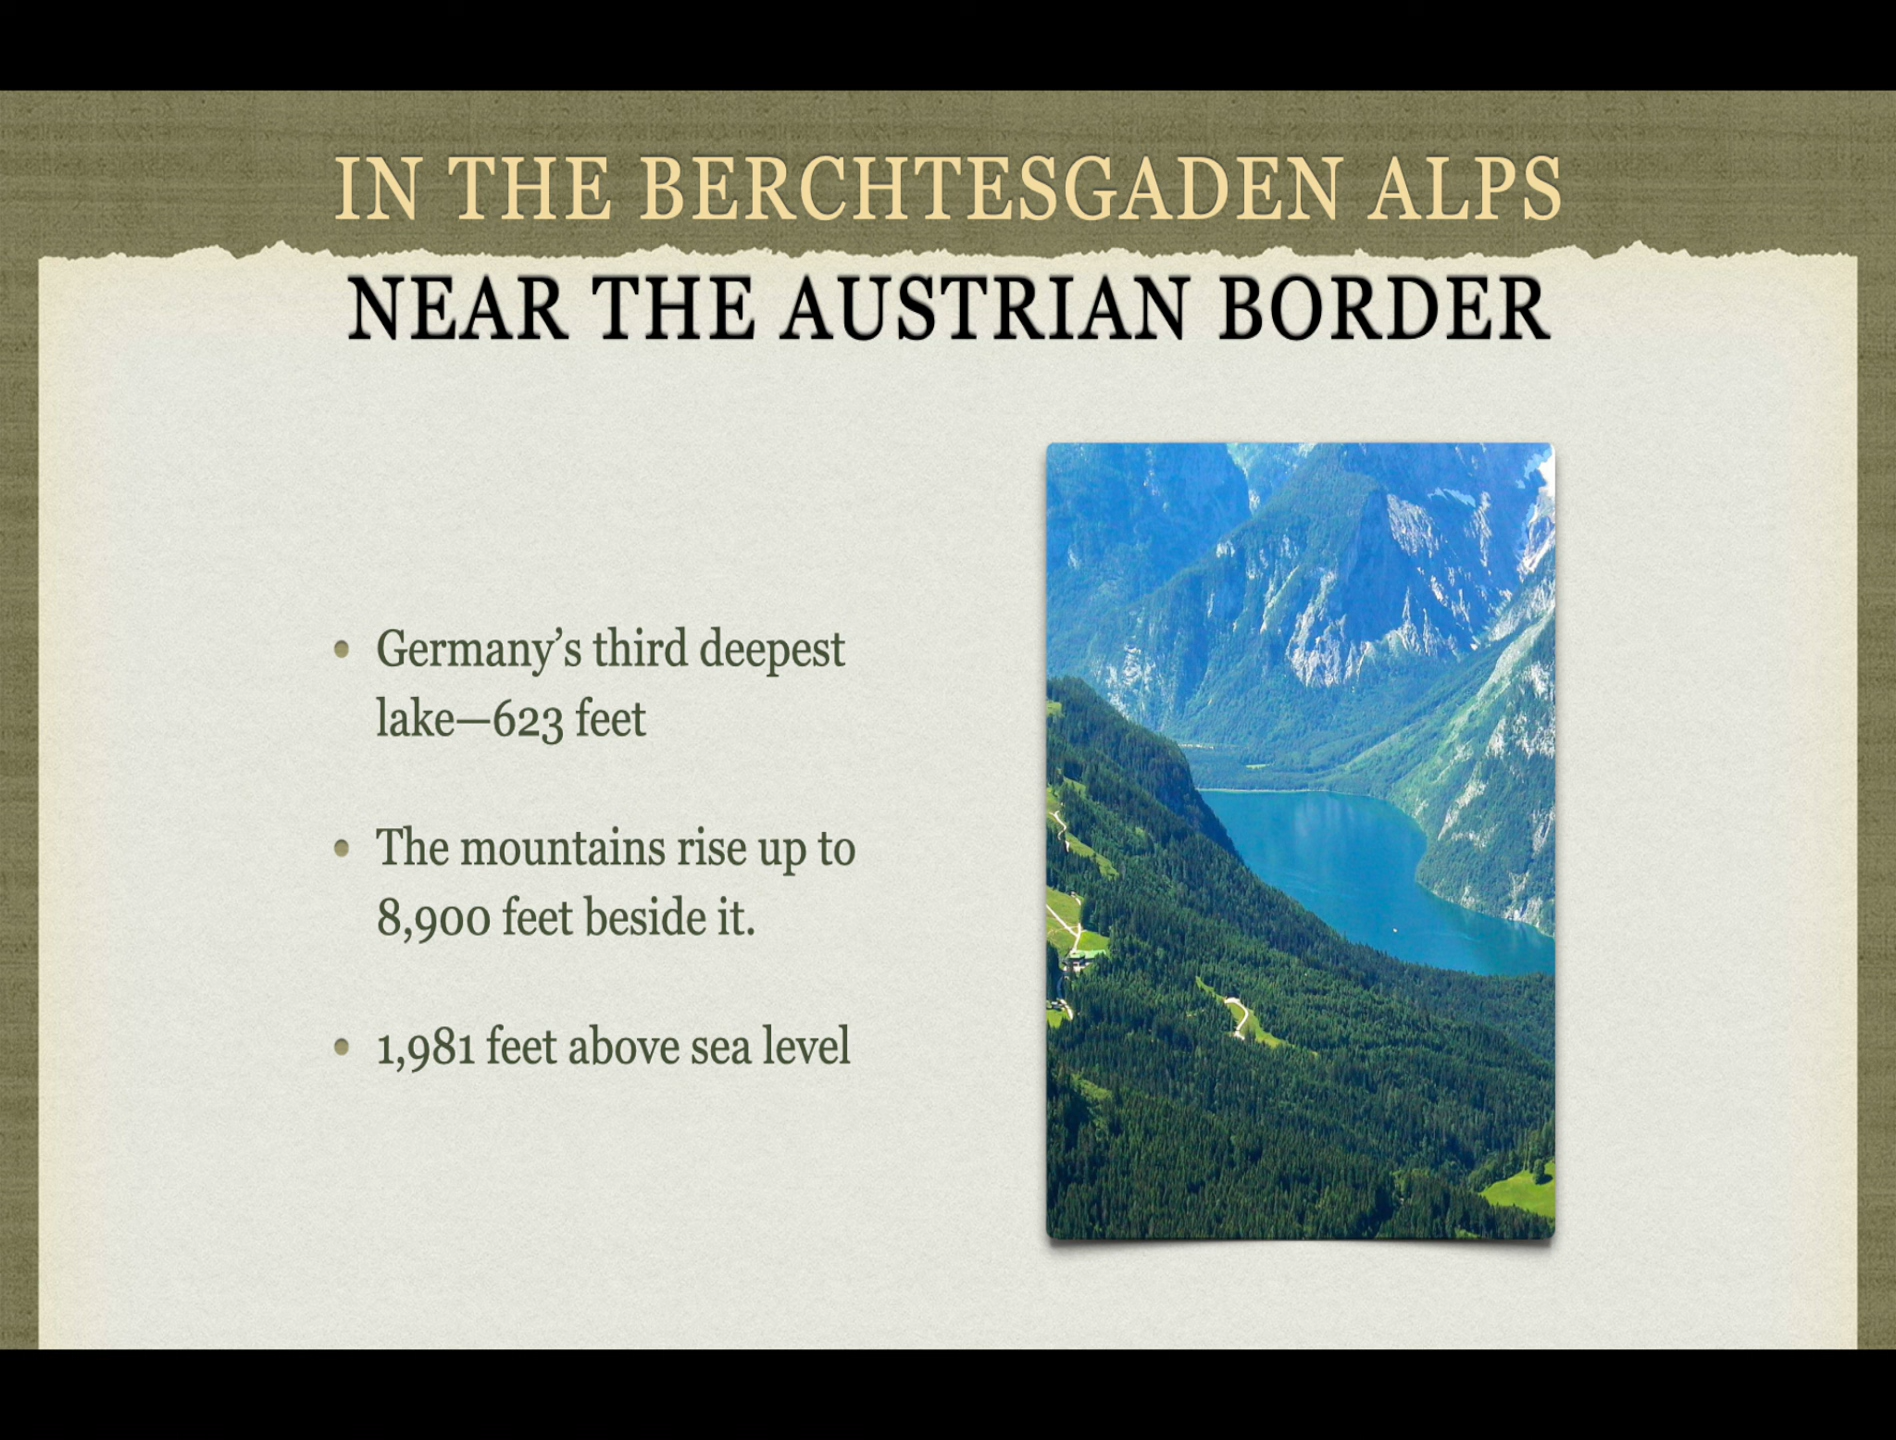 IN THE BERCHTESGADEN ALPS
NEAR THE AUSTRIAN BORDER
• Germany’s third deepest
lake—623 feet
• The mountains rise up to
8,900 feet beside it.
• 1,981 feet above sea level